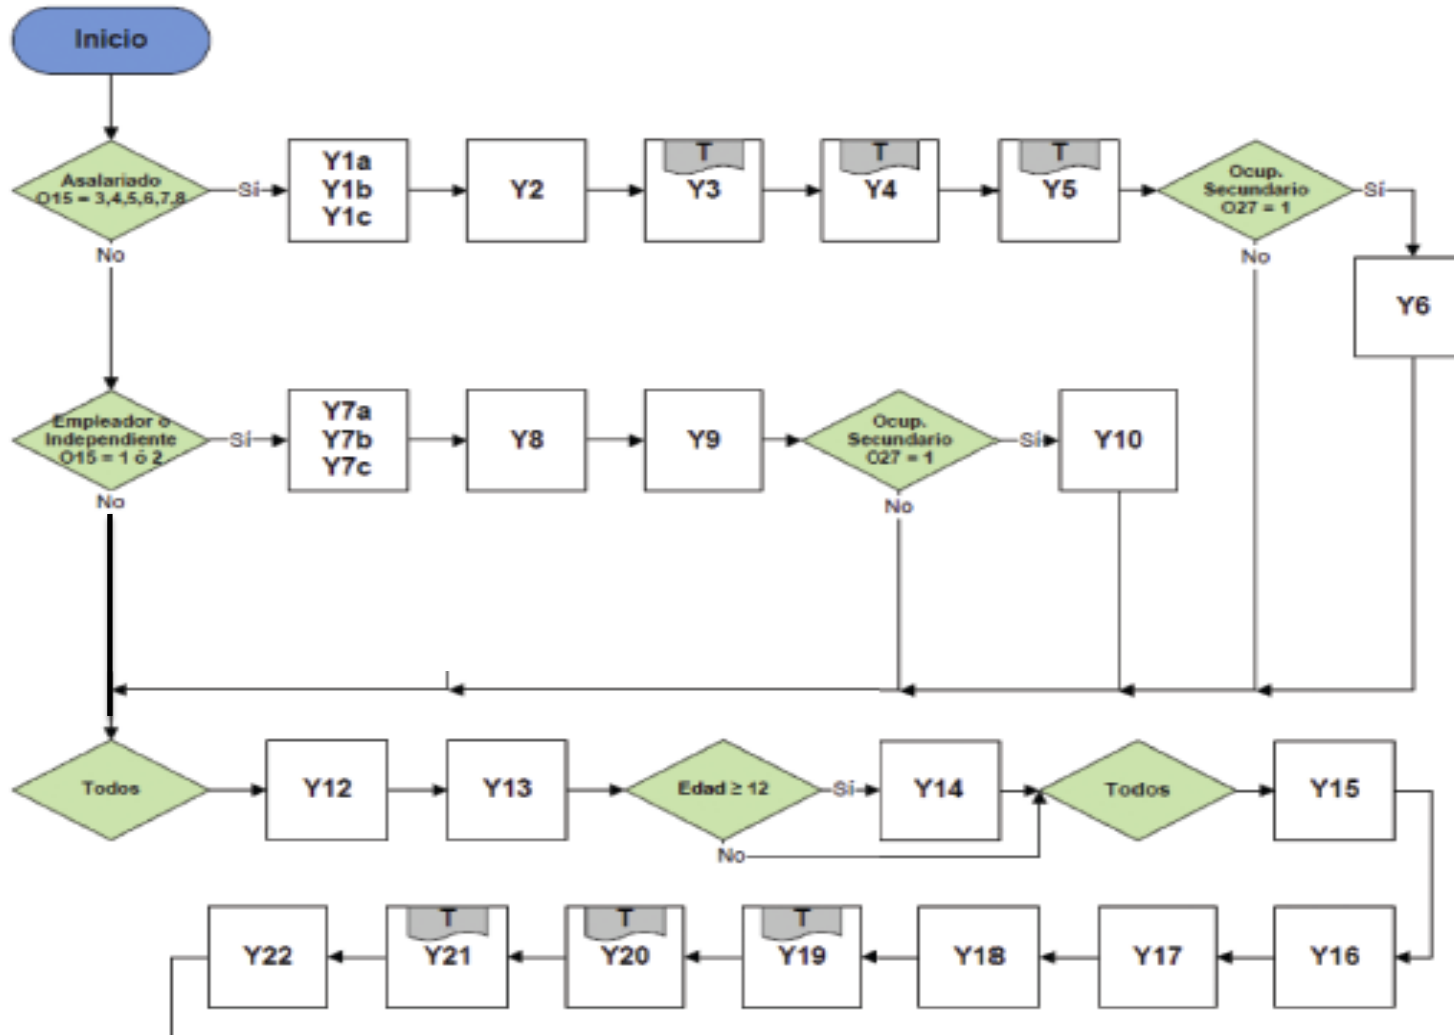 Inicio
Asalariado
O15 = 3,4,5,6,7,8
Sí
Y1a
Y1b
Y1c
Y2
T
Y3
T
Y4
T
Y5
Ocup.
Secundario
O27 = 1
Sí
No
No
Y6
Empleador o
Independiente
O15 = 1 ó 2
Sí
Y7a
Y7b
Y7c
Y8
Y9
Ocup.
Secundario
O27 = 1
Sí
Y10
No
No
Todos
Y12
Y13
Edad ≥ 12
Sí
Y14
Todos
Y15
No
Y22
T
Y21
T
Y20
T
Y19
Y18
Y17
Y16